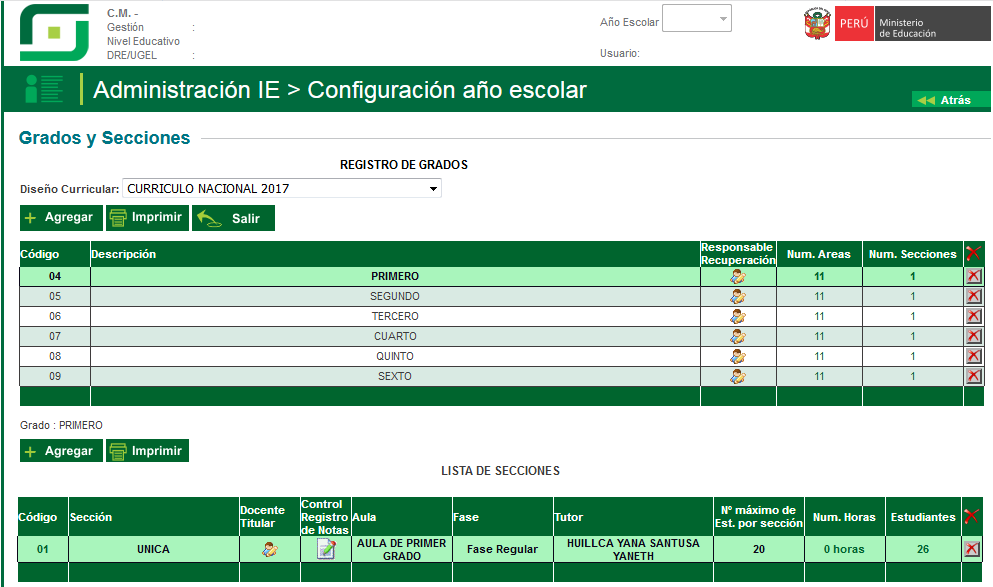 C.M. -
Gestión :
Nivel Educativo
DRE/UGEL :
Año Escolar
Usuario:
PERÚ Ministerio
de Educación
Administración IE > Configuración año escolar
Atrás
Grados y Secciones
REGISTRO DE GRADOS
Diseño Curricular: CURRICULO NACIONAL 2017
Agregar Imprimir Salir
Código Descripción Responsable Recuperación Num. Areas Num. Secciones
04 PRIMERO 11 1
05 SEGUNDO 11 1
06 TERCERO 11 1
07 CUARTO 11 1
08 QUINTO 11 1
09 SEXTO 11 1
Grado : PRIMERO
Agregar Imprimir
LISTA DE SECCIONES
Código Sección Docente Titular Control Registro de Notas Aula Fase Tutor Nº máximo de Est. por sección Num. Horas Estudiantes
01 UNICA AULA DE PRIMER GRADO Fase Regular HUILLCA YANA SANTUSA YANETH 20 0 horas 26